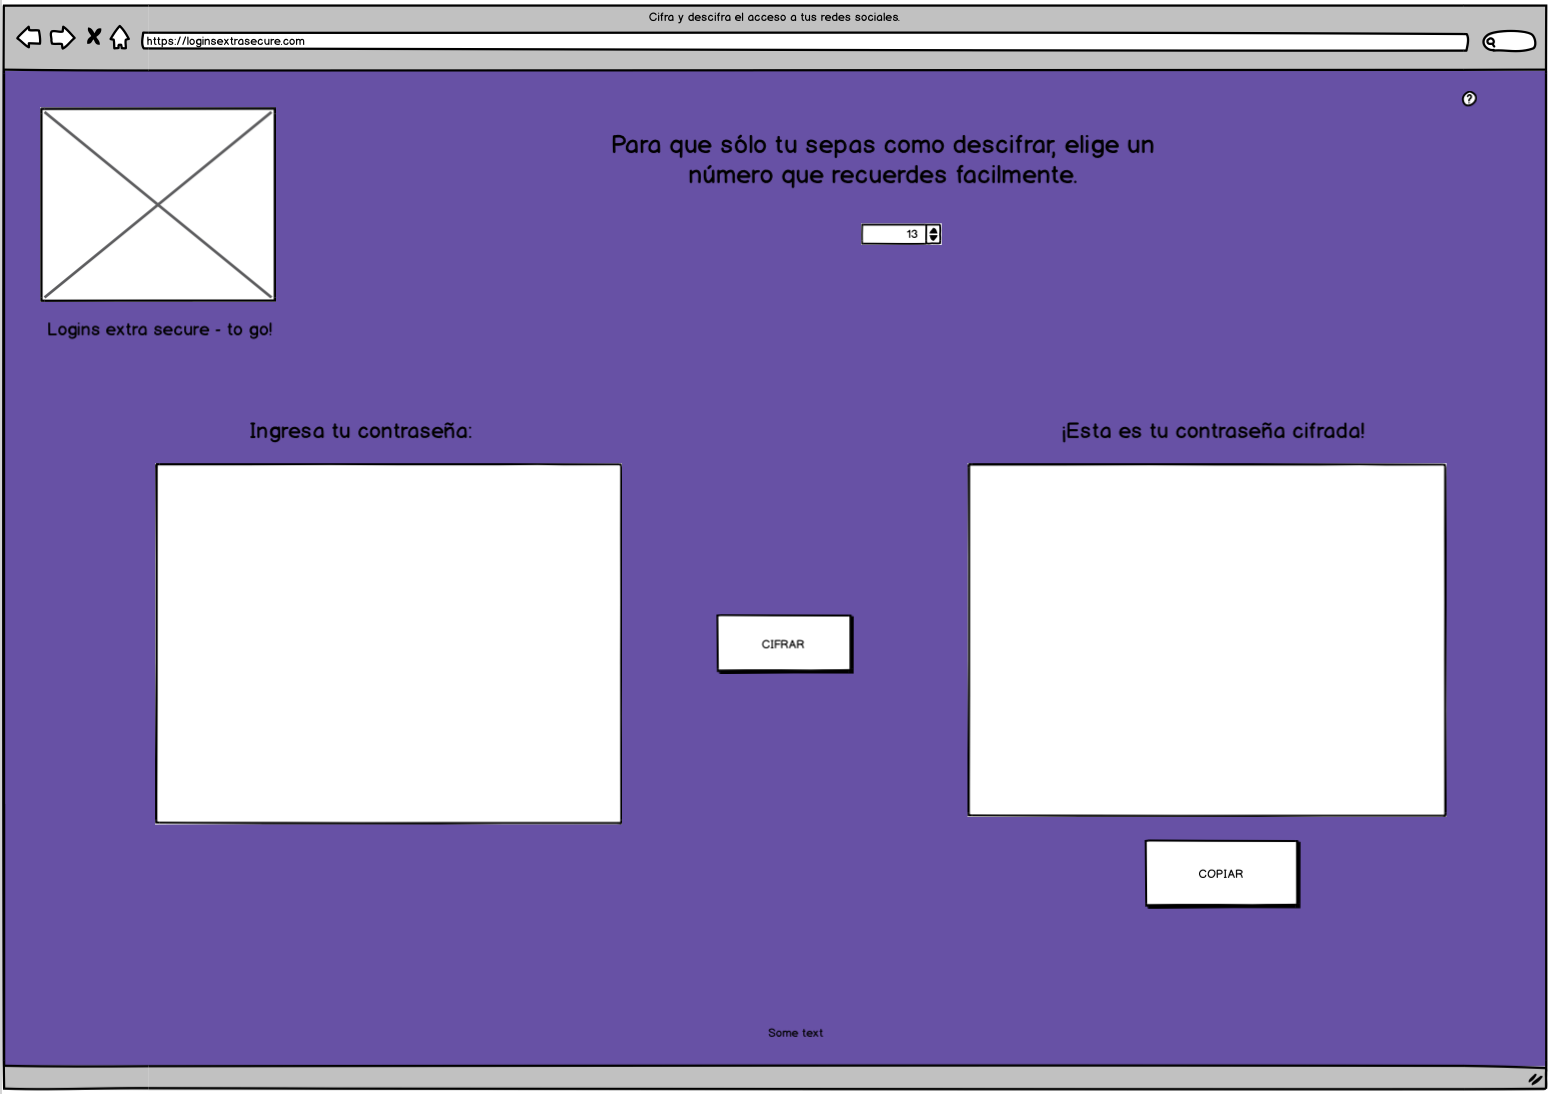 Cifra y descifra el acceso a tus redes sociales.
https://loginsextrasecure.com
?
Para que sólo tu sepas como descifrar, elige un
número que recuerdes facilmente.
13
Logins extra secure - to go!
Ingresa tu contraseña:
¡Esta es tu contraseña cifrada!
CIFRAR
COPIAR
Some text